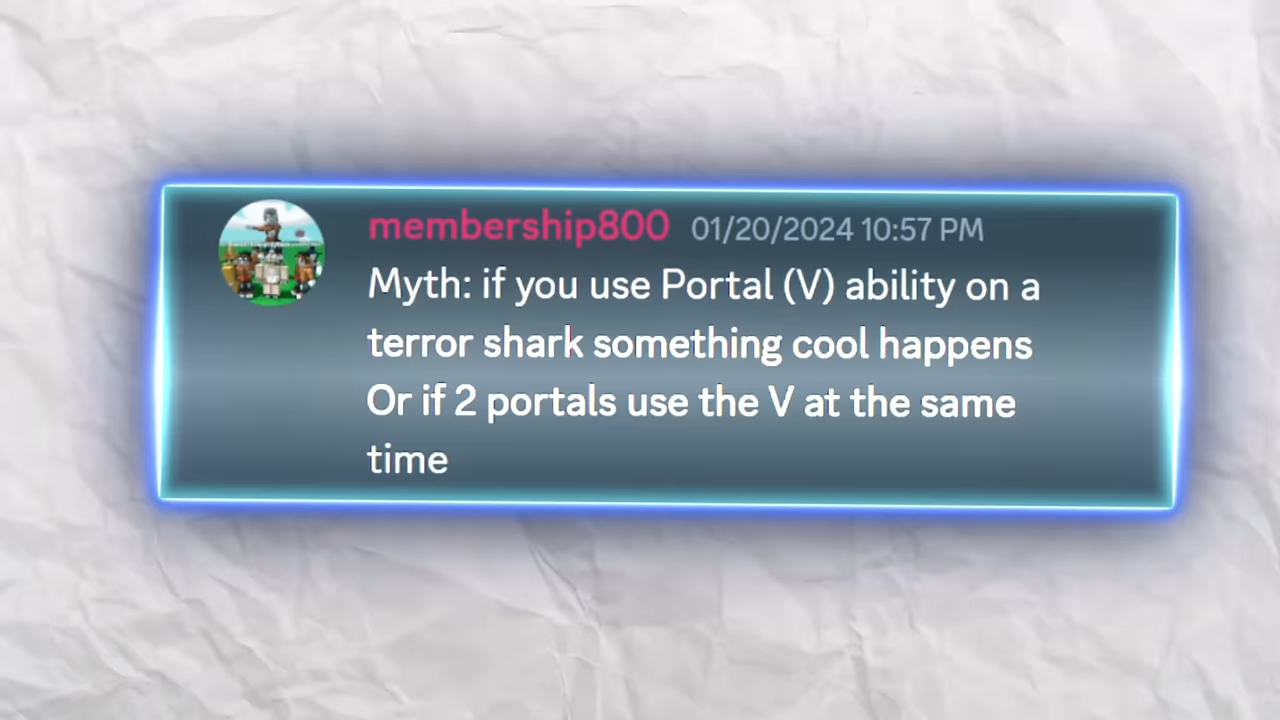 membership800 01/20/2024 10:57 PM
Myth: if you use Portal (V) ability on a
terror shark something cool happens
Or if 2 portals use the V at the same
time